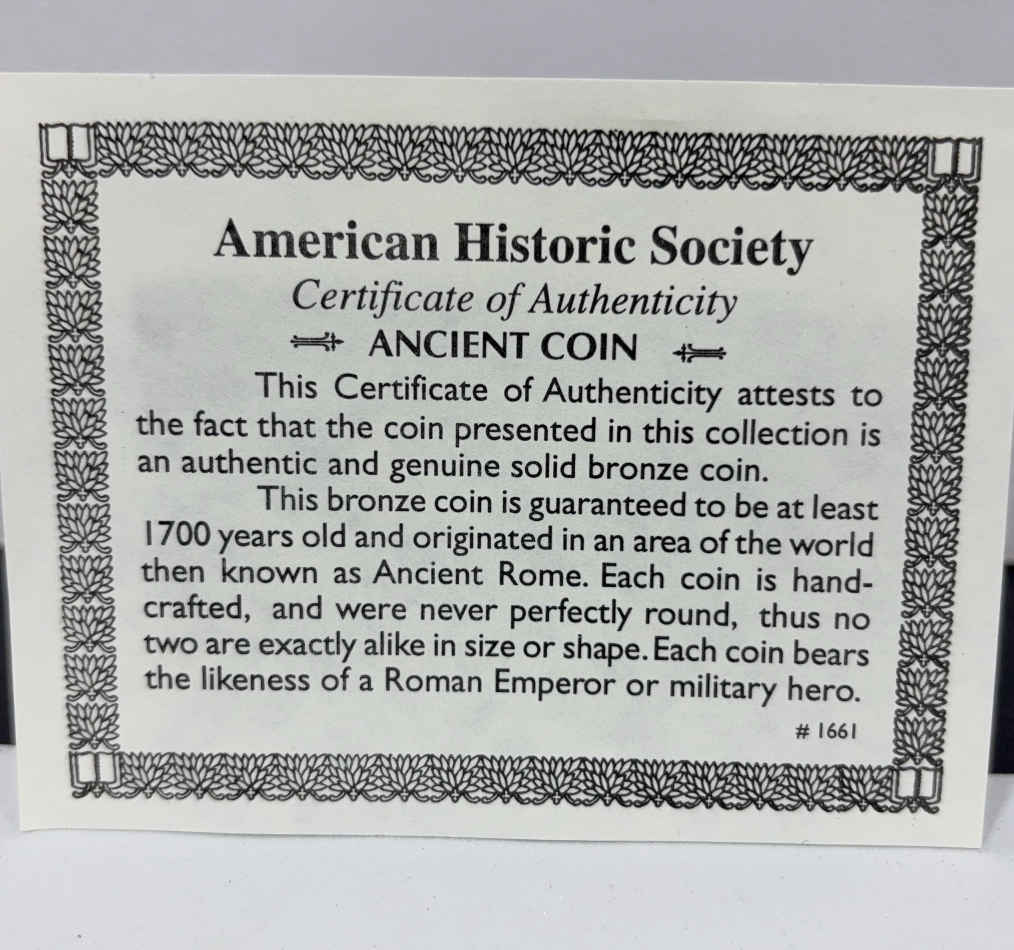 American Historic Society
Certificate of Authenticity
ANCIENT COIN
This Certificate of Authenticity attests to
the fact that the coin presented in this collection is
an authentic and genuine solid bronze coin.
This bronze coin is guaranteed to be at least
1700 years old and originated in an area of the world
then known as Ancient Rome. Each coin is hand-
crafted, and were never perfectly round, thus no
two are exactly alike in size or shape. Each coin bears
the likeness of a Roman Emperor or military hero.
# 1661